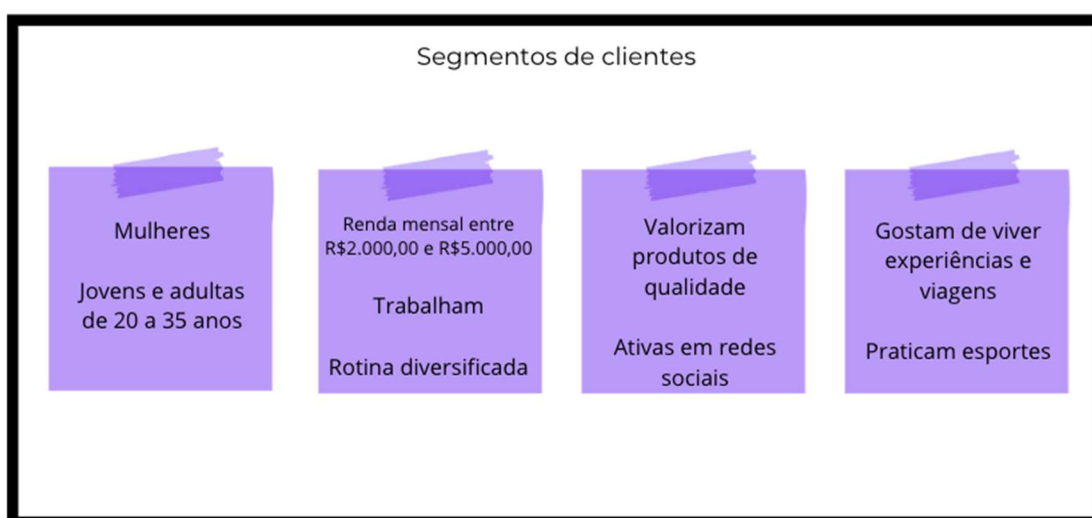 Segmentos de clientes
Mulheres
Jovens e adultas
de 20 a 35 anos
Renda mensal entre
R$2.000,00 e R$5.000,00
Trabalham
Rotina diversificada
Valorizam
produtos de
qualidade
Ativas em redes
sociais
Gostam de viver
experiências e
viagens
Praticam esportes